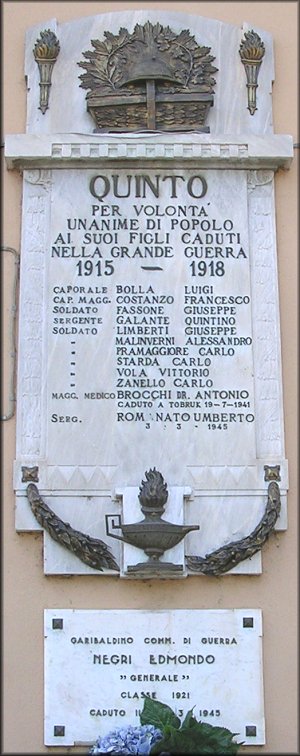 QUINTO
PER VOLONTA'
UNANIME DI POPOLO
AI SUOI FIGLI CADUTI
NELLA GRANDE GUERRA
1915 — 1918
CAPORALE BOLLA LUIGI
CAP. MAGG. COSTANZO FRANCESCO
SOLDATO FASSONE GIUSEPPE
SERGENTE GALANTE QUINTINO
SOLDATO LIMBERTI GIUSEPPE
" MALINVERNI ALESSANDRO
" PRAMAGGIORE CARLO
" STARDA CARLO
" VOLA VITTORIO
" ZANELLO CARLO
MAGG. MEDICO BROCCHI DR. ANTONIO
CADUTO A TOBRUK 19-7-1941
SERG. ROMANATO UMBERTO
3-3-1945
GARIBALDINO COMM. DI GUERRA
NEGRI EDMONDO
"GENERALE"
CLASSE 1921
CADUTO 3 1945